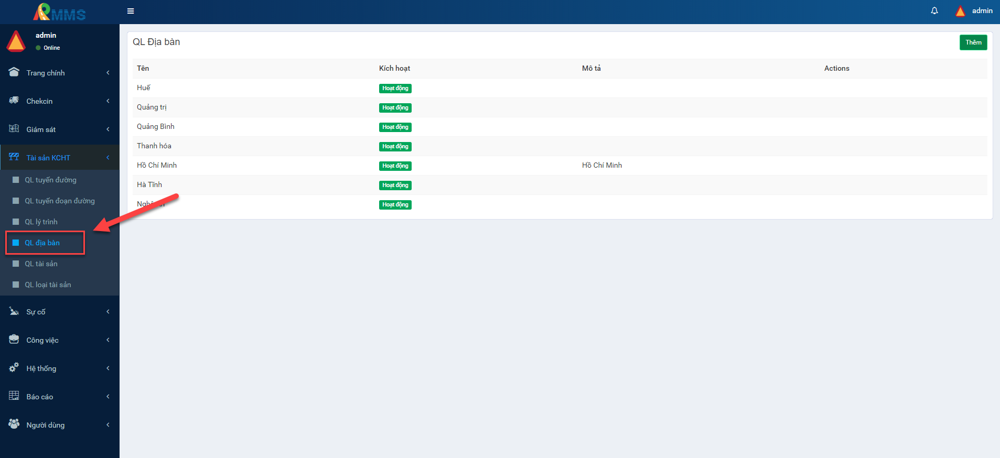 RMMS
admin
admin
Online
Trang chính
Chekcin
Giám sát
Tài sản KCHT
QL tuyến đường
QL tuyến đoạn đường
QL lý trình
QL địa bàn
QL tài sản
QL loại tài sản
Sự cố
Công việc
Hệ thống
Báo cáo
Người dùng
QL Địa bàn
Thêm
Tên Kích hoạt Mô tả Actions
Huế Hoạt động
Quảng trị Hoạt động
Quảng Bình Hoạt động
Thanh hóa Hoạt động
Hồ Chí Minh Hoạt động Hồ Chí Minh
Hà Tĩnh Hoạt động
Hoạt động